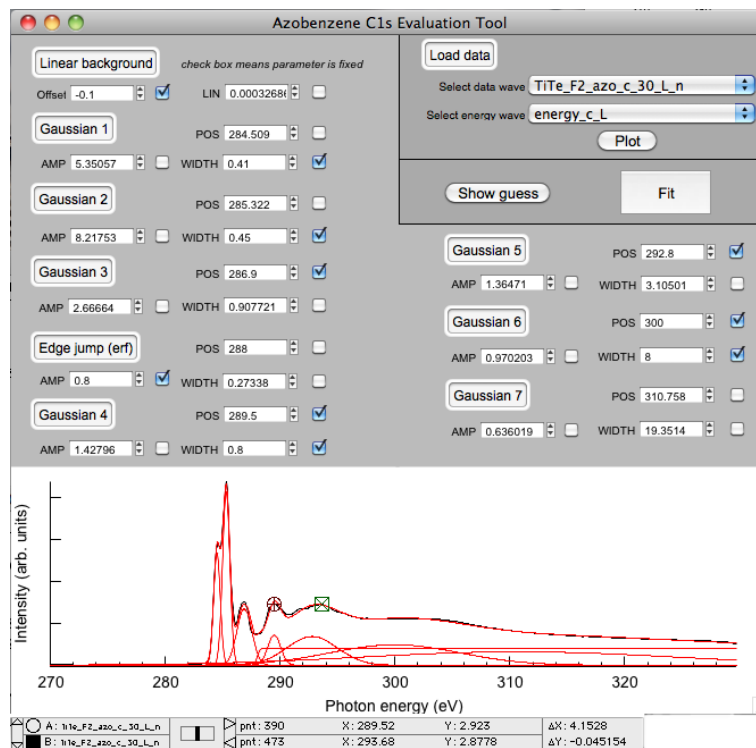 Azobenzene C1s Evaluation Tool
Linear background
check box means parameter is fixed
Offset -0.1
LIN 0.00032686
Gaussian 1
POS 284.509
AMP 5.35057
WIDTH 0.41
Gaussian 2
POS 285.322
AMP 8.21753
WIDTH 0.45
Gaussian 3
POS 286.9
AMP 2.66664
WIDTH 0.907721
Edge jump (erf)
POS 288
AMP 0.8
WIDTH 0.27338
Gaussian 4
POS 289.5
AMP 1.42796
WIDTH 0.8
Load data
Select data wave TiTe_F2_azo_c_30_L_n
Select energy wave energy_c_L
Plot
Show guess
Fit
Gaussian 5
POS 292.8
AMP 1.36471
WIDTH 3.10501
Gaussian 6
POS 300
AMP 0.970203
WIDTH 8
Gaussian 7
POS 310.758
AMP 0.636019
WIDTH 19.3514
Intensity (arb. units)
270 280 290 300 310 320
Photon energy (eV)
A: TiTe_F2_azo_c_30_L_n pnt: 390 X: 289.52 Y: 2.923 ΔX: 4.1528
B: TiTe_F2_azo_c_30_L_n pnt: 473 X: 293.68 Y: 2.8778 ΔY: -0.045154